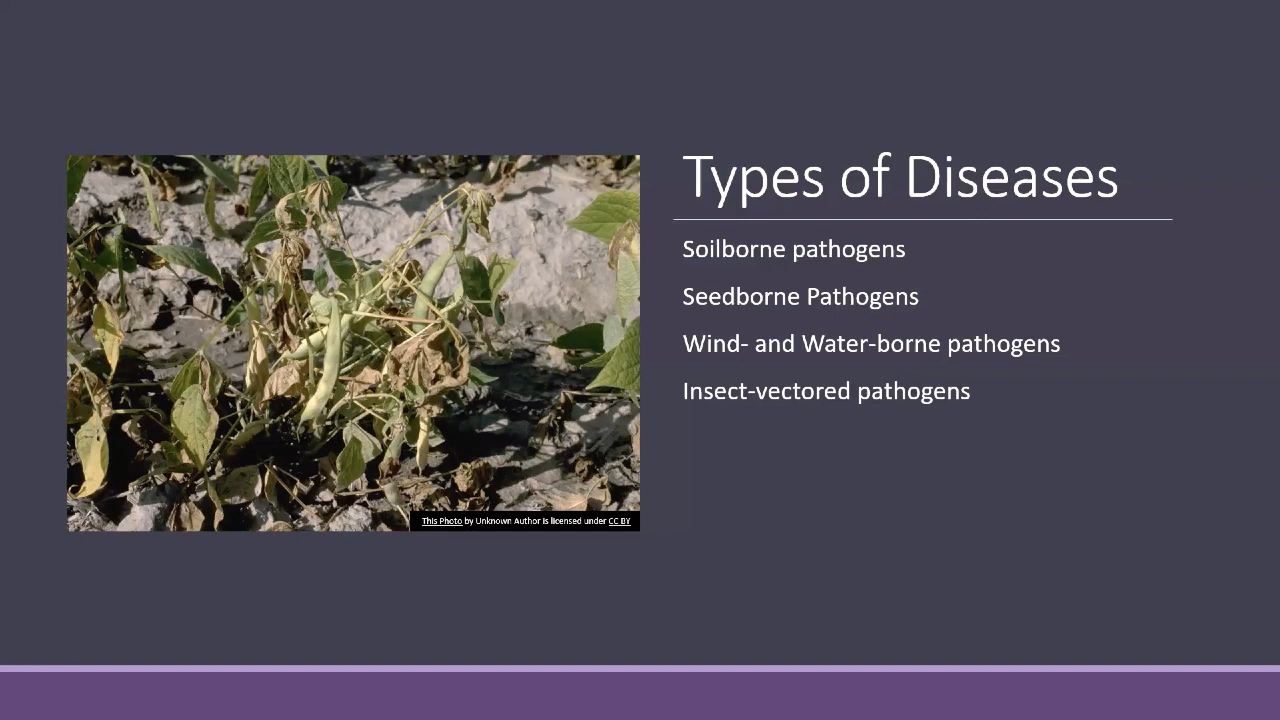 Types of Diseases
Soilborne pathogens
Seedborne Pathogens
Wind- and Water-borne pathogens
Insect-vectored pathogens
This Photo by Unknown Author is licensed under CC BY